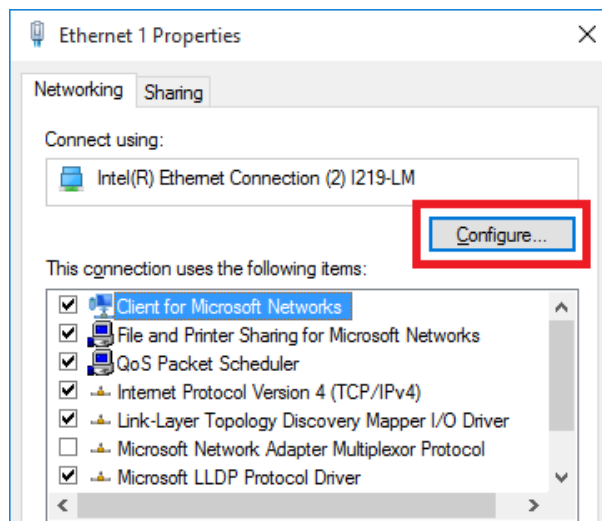 Ethernet 1 Properties
Networking
Sharing
Connect using:
Intel(R) Ethernet Connection (2) I219-LM
Configure...
This connection uses the following items:
Client for Microsoft Networks
File and Printer Sharing for Microsoft Networks
QoS Packet Scheduler
Internet Protocol Version 4 (TCP/IPv4)
Link-Layer Topology Discovery Mapper I/O Driver
Microsoft Network Adapter Multiplexor Protocol
Microsoft LLDP Protocol Driver